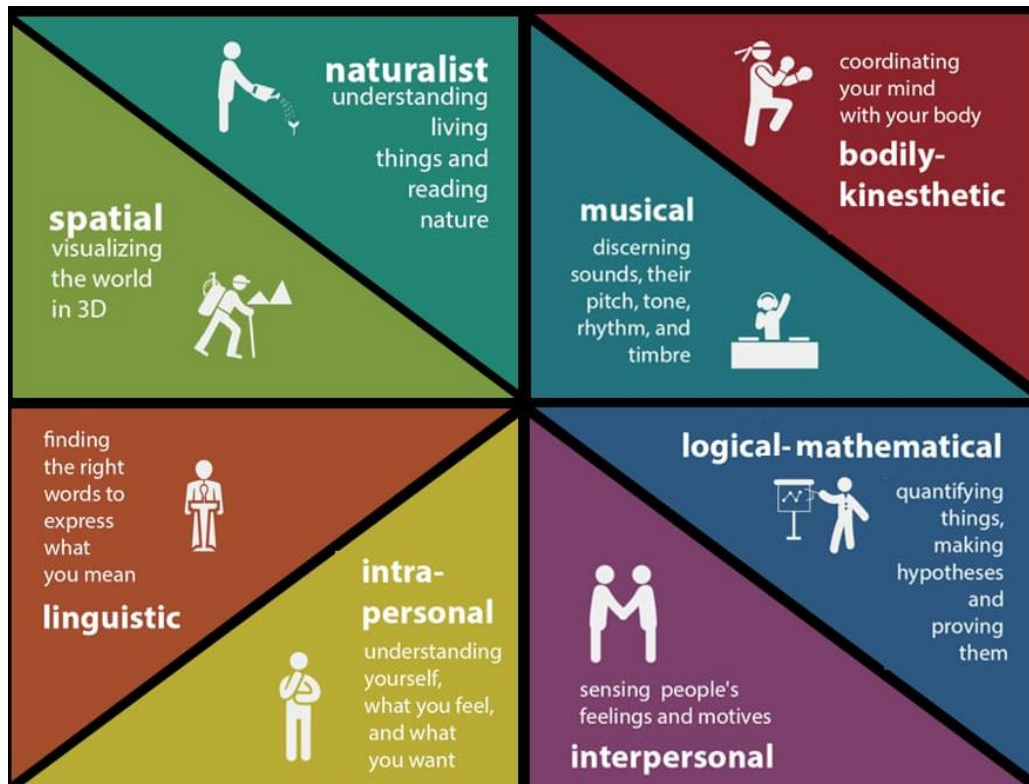 naturalist
understanding
living
things and
reading
nature
spatial
visualizing
the world
in 3D
coordinating
your mind
with your body
bodily-
kinesthetic
musical
discerning
sounds, their
pitch, tone,
rhythm, and
timbre
finding
the right
words to
express
what
you mean
linguistic
intra-
personal
understanding
yourself,
what you feel,
and what
you want
logical-mathematical
quantifying
things,
making
hypotheses
and
proving
them
sensing people's
feelings and motives
interpersonal